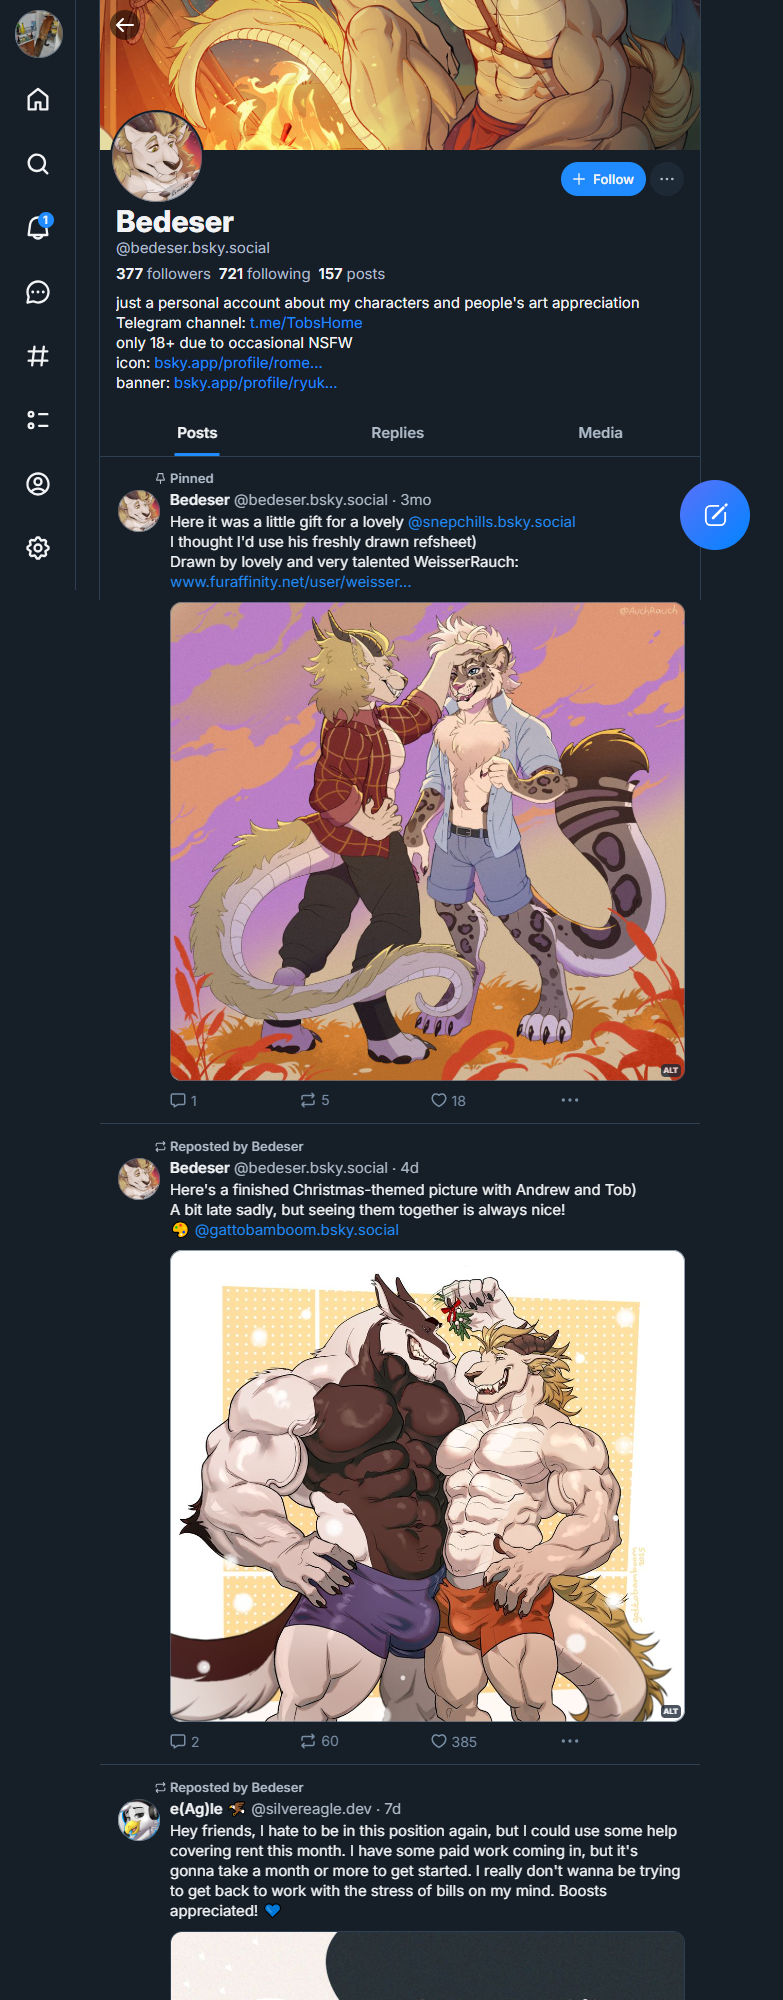 1
+ Follow
Bedeser
@bedeser.bsky.social
377 followers 721 following 157 posts
just a personal account about my characters and people's art appreciation
Telegram channel: t.me/TobsHome
only 18+ due to occasional NSFW
icon: bsky.app/profile/rome...
banner: bsky.app/profile/ryuk...
Posts Replies Media
Pinned
Bedeser @bedeser.bsky.social · 3mo
Here it was a little gift for a lovely @snepchills.bsky.social
I thought I'd use his freshly drawn refsheet)
Drawn by lovely and very talented WeisserRauch:
www.furaffinity.net/user/weisser...
@AuchRauch
ALT
1 5 18
Reposted by Bedeser
Bedeser @bedeser.bsky.social · 4d
Here's a finished Christmas-themed picture with Andrew and Tob)
A bit late sadly, but seeing them together is always nice!
🎨 @gattobamboom.bsky.social
gattobamboom
2025
ALT
2 60 385
Reposted by Bedeser
e(Ag)le 🦅 @silvereagle.dev · 7d
Hey friends, I hate to be in this position again, but I could use some help
covering rent this month. I have some paid work coming in, but it's
gonna take a month or more to get started. I really don't wanna be trying
to get back to work with the stress of bills on my mind. Boosts
appreciated! 💙